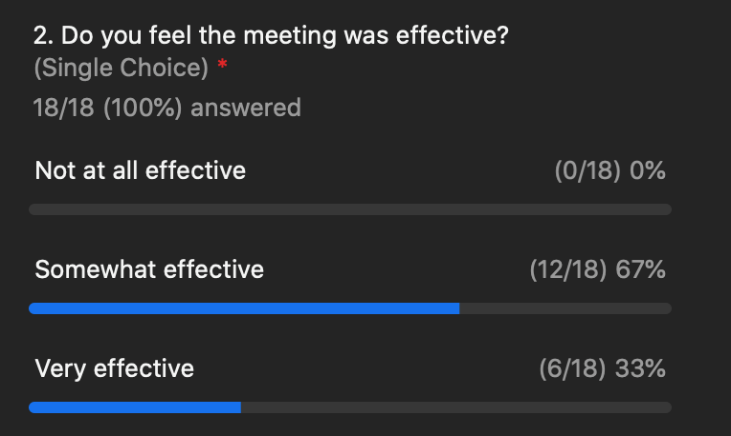 2. Do you feel the meeting was effective?
(Single Choice) *
18/18 (100%) answered
Not at all effective (0/18) 0%
Somewhat effective (12/18) 67%
Very effective (6/18) 33%